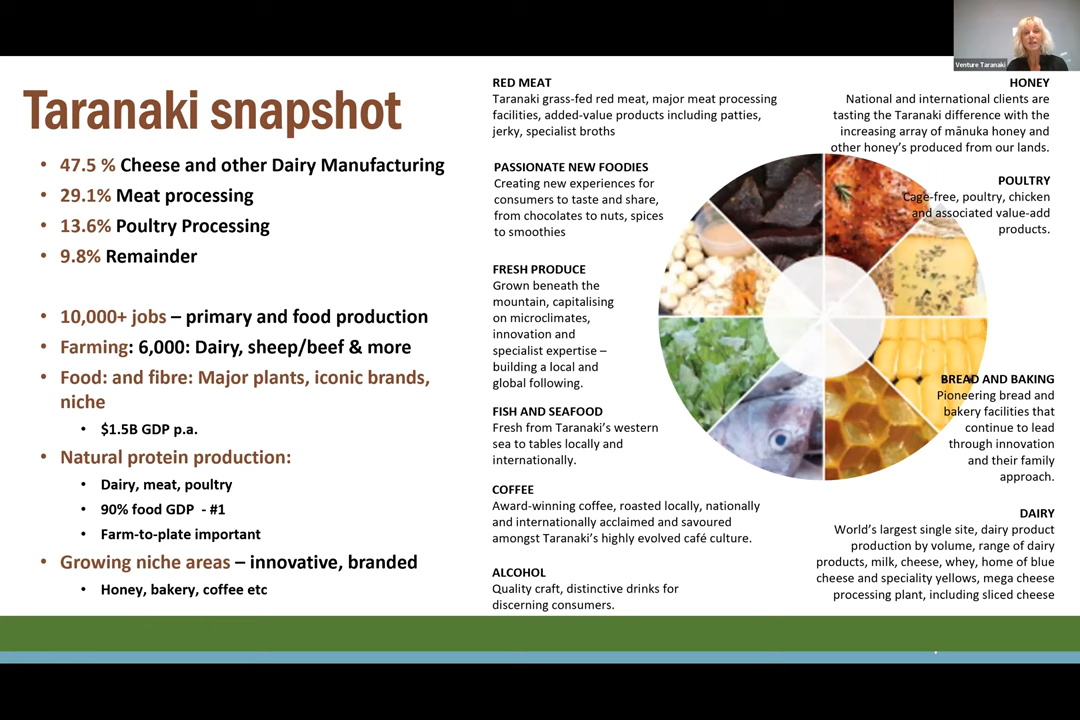 Venture Taranaki
Taranaki snapshot
• 47.5 % Cheese and other Dairy Manufacturing
• 29.1% Meat processing
• 13.6% Poultry Processing
• 9.8% Remainder
• 10,000+ jobs – primary and food production
• Farming: 6,000: Dairy, sheep/beef & more
• Food: and fibre: Major plants, iconic brands,
niche
• $1.5B GDP p.a.
• Natural protein production:
• Dairy, meat, poultry
• 90% food GDP - #1
• Farm-to-plate important
• Growing niche areas – innovative, branded
• Honey, bakery, coffee etc
RED MEAT
Taranaki grass-fed red meat, major meat processing
facilities, added-value products including patties,
jerky, specialist broths
PASSIONATE NEW FOODIES
Creating new experiences for
consumers to taste and share,
from chocolates to nuts, spices
to smoothies
FRESH PRODUCE
Grown beneath the
mountain, capitalising
on microclimates,
innovation and
specialist expertise –
building a local and
global following.
FISH AND SEAFOOD
Fresh from Taranaki's western
sea to tables locally and
internationally.
COFFEE
Award-winning coffee, roasted locally, nationally
and internationally acclaimed and savoured
amongst Taranaki's highly evolved café culture.
ALCOHOL
Quality craft, distinctive drinks for
discerning consumers.
HONEY
National and international clients are
tasting the Taranaki difference with the
increasing array of mānuka honey and
other honey's produced from our lands.
POULTRY
Cage-free, poultry, chicken
and associated value-add
products.
BREAD AND BAKING
Pioneering bread and
bakery facilities that
continue to lead
through innovation
and their family
approach.
DAIRY
World's largest single site, dairy product
production by volume, range of dairy
products, milk, cheese, whey, home of blue
cheese and speciality yellows, mega cheese
processing plant, including sliced cheese